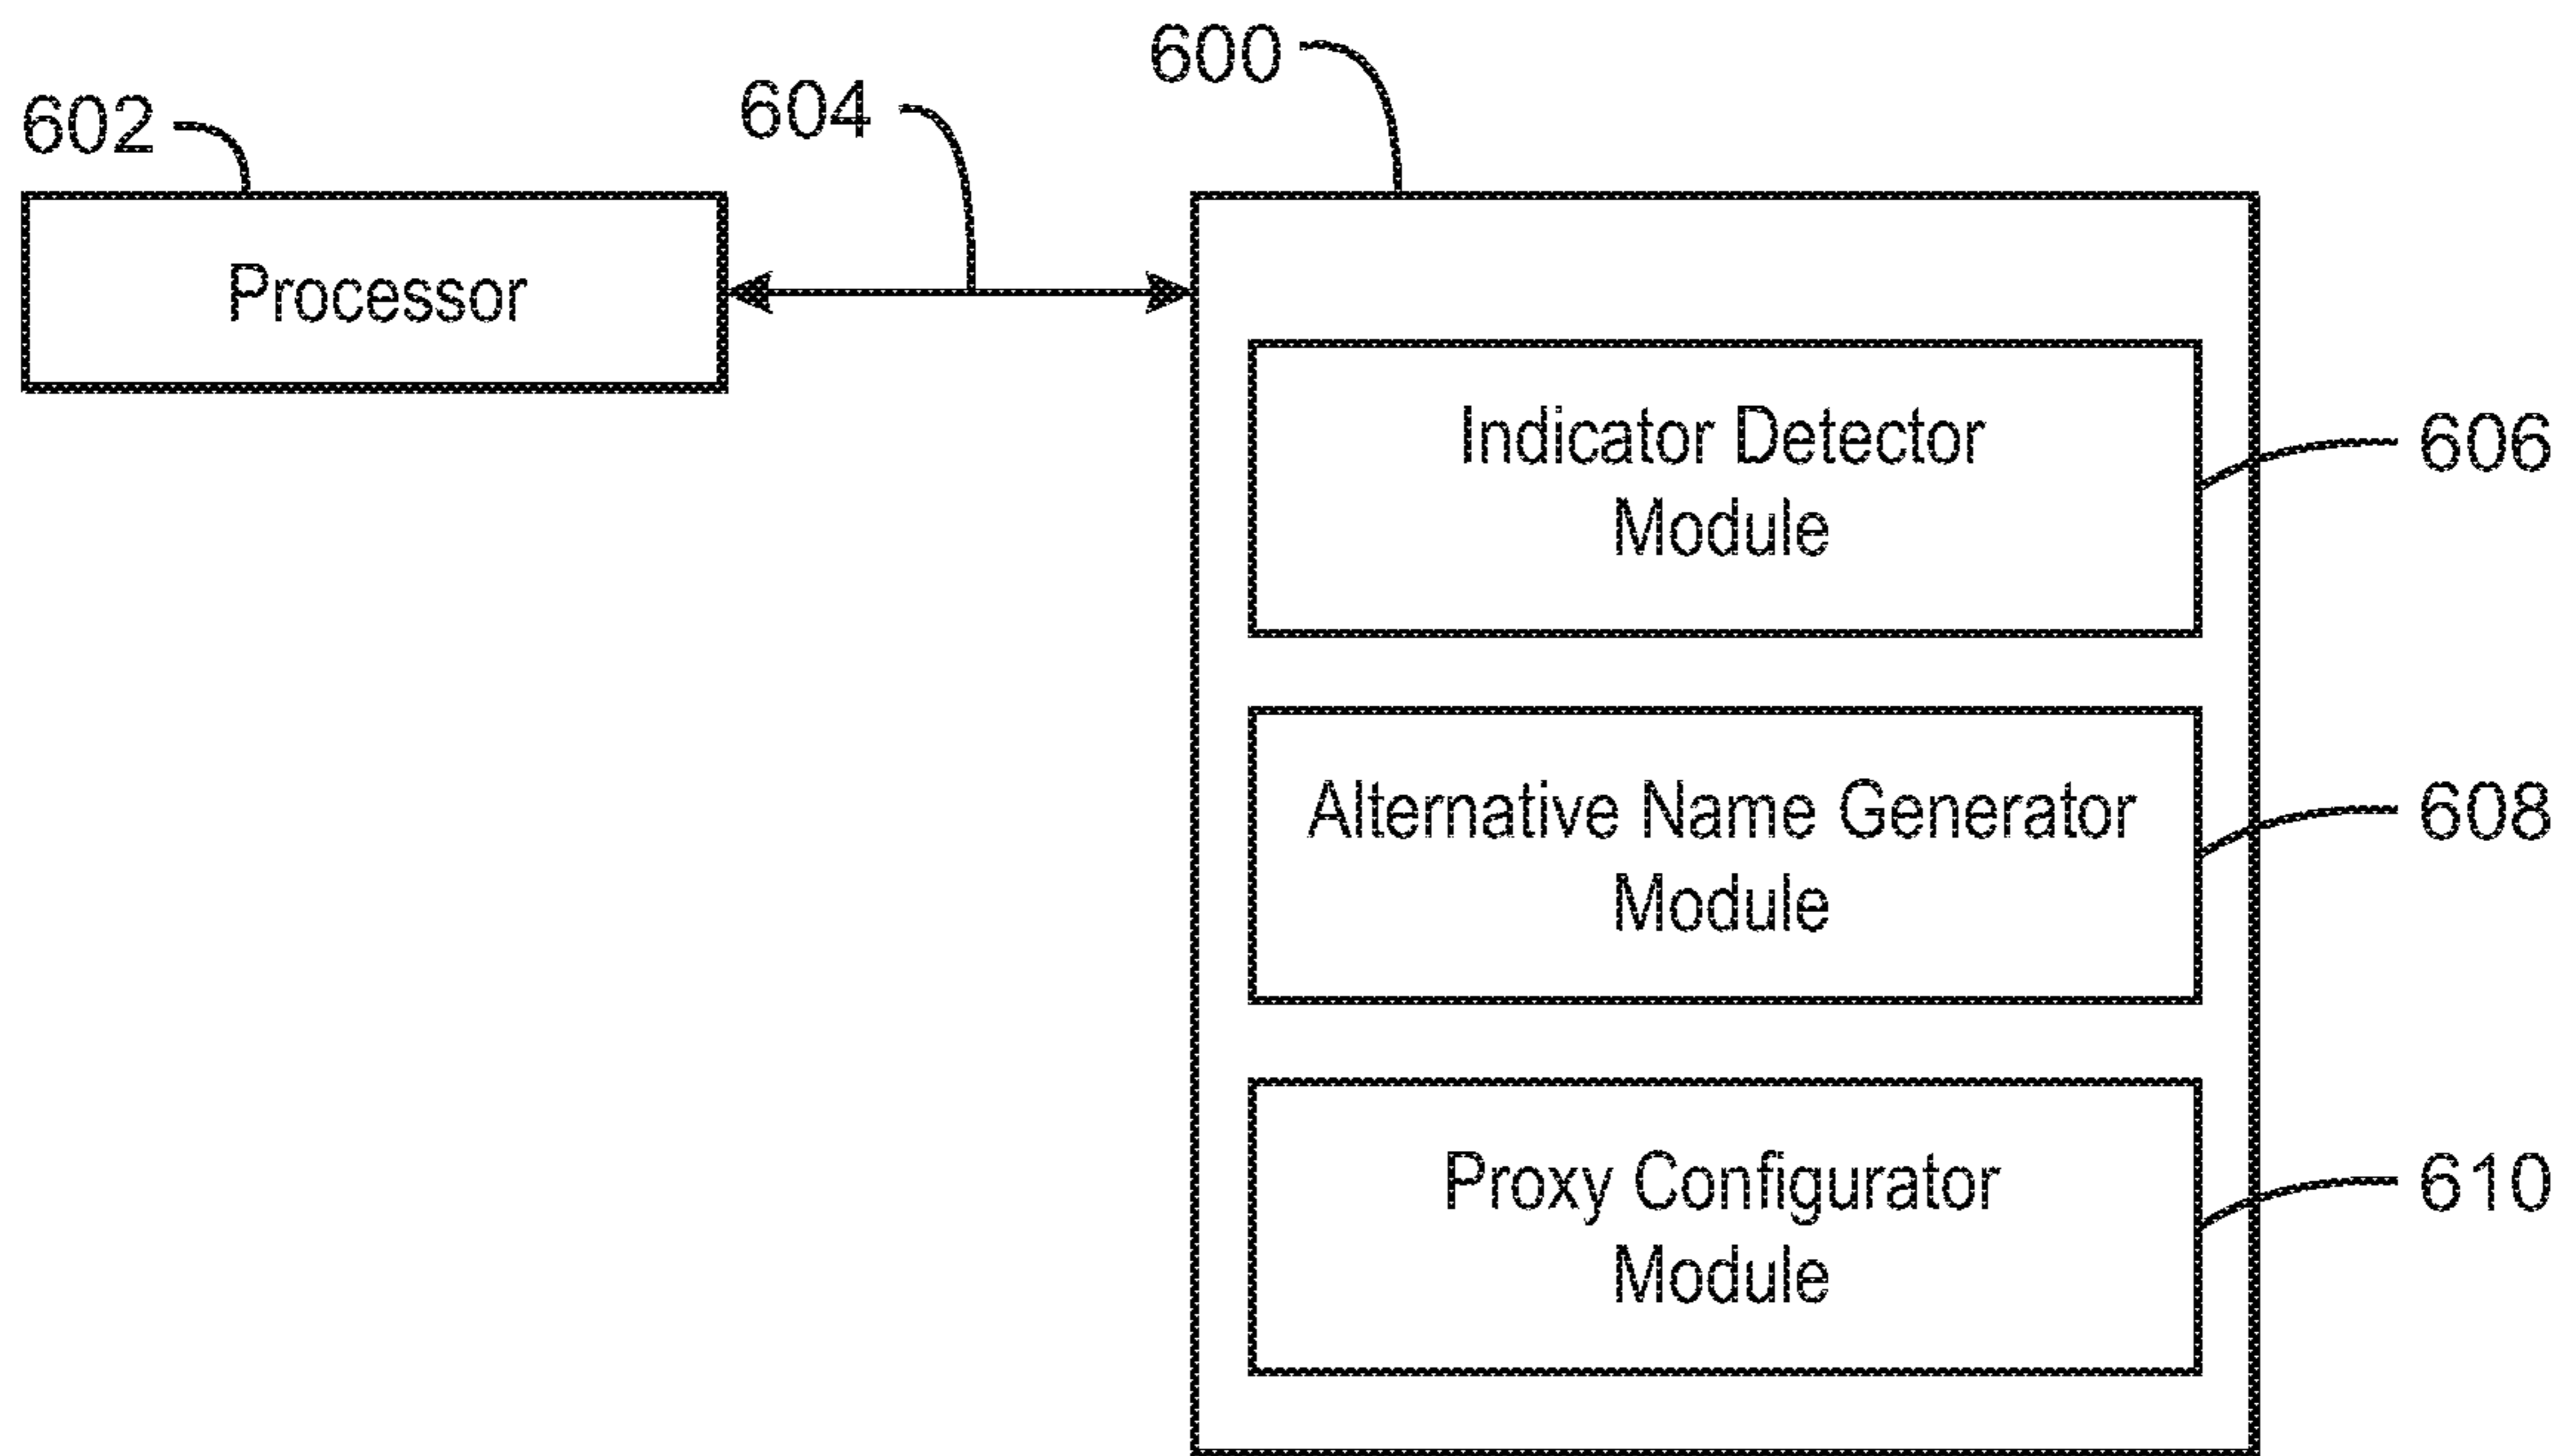 600
604
602
Processor
Indicator Detector
Module
606
Alternative Name Generator
Module
608
Proxy Configurator
Module
610